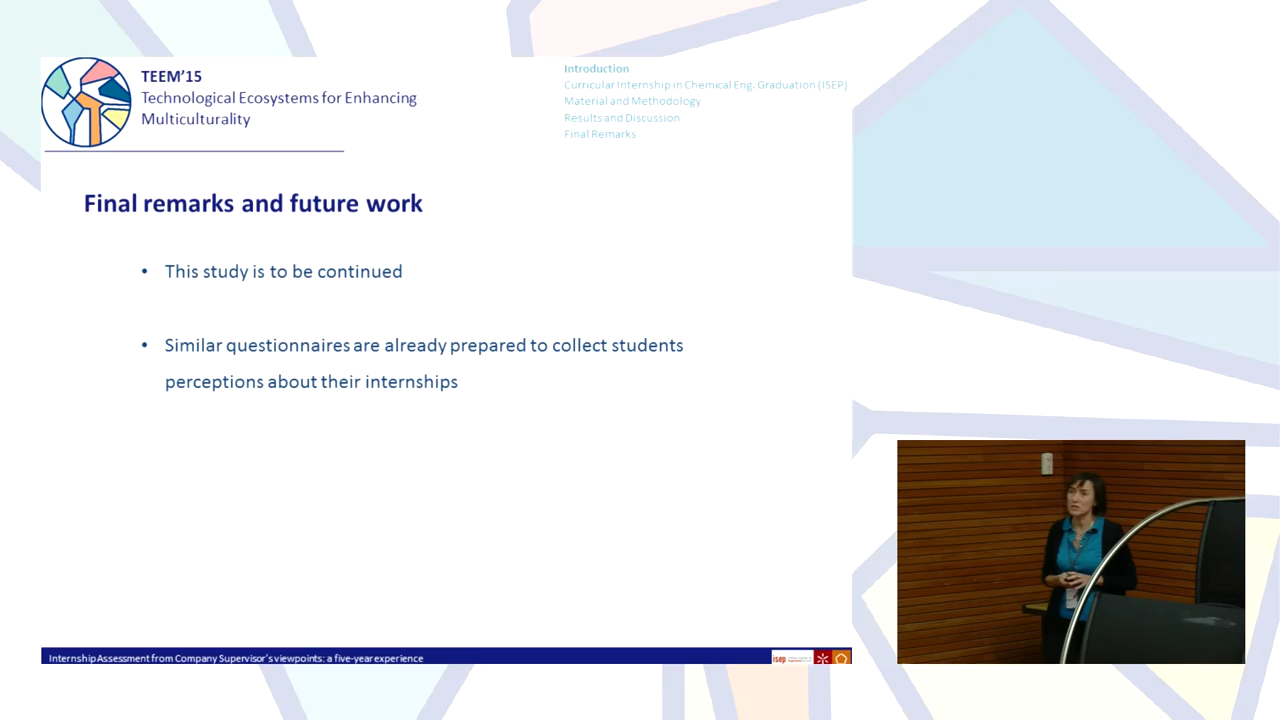 TEEM'15
Technological Ecosystems for Enhancing
Multiculturality
Introduction
Curricular Internship in Chemical Eng. Graduation (ISEP)
Material and Methodology
Results and Discussion
Final Remarks
Final remarks and future work
• This study is to be continued
• Similar questionnaires are already prepared to collect students
perceptions about their internships
Internship Assessment from Company Supervisor's viewpoints: a five-year experience
isep